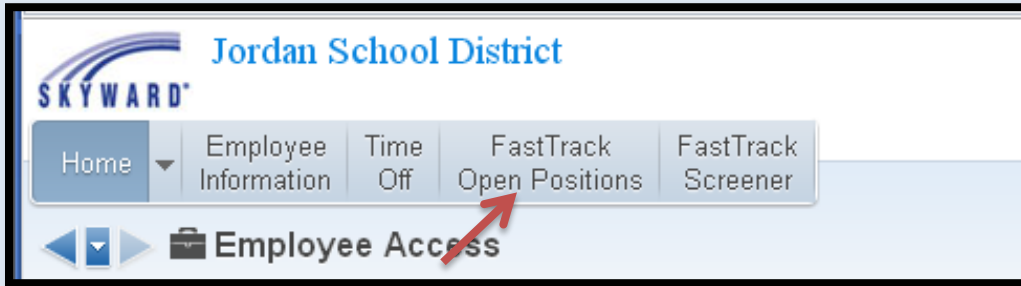 Jordan School District
SKYWARD
Home
Employee Information
Time Off
FastTrack Open Positions
FastTrack Screener
Employee Access